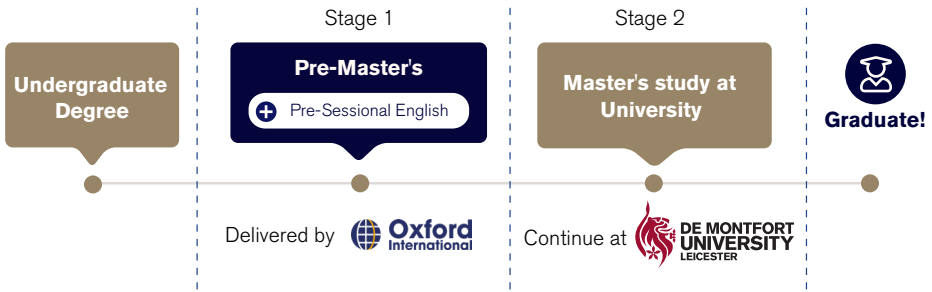 Stage 1
Stage 2
Undergraduate
Degree
Pre-Master's
Pre-Sessional English
Master's study at
University
Graduate!
Delivered by
Oxford
International
Continue at
DE MONTFORT
UNIVERSITY
LEICESTER